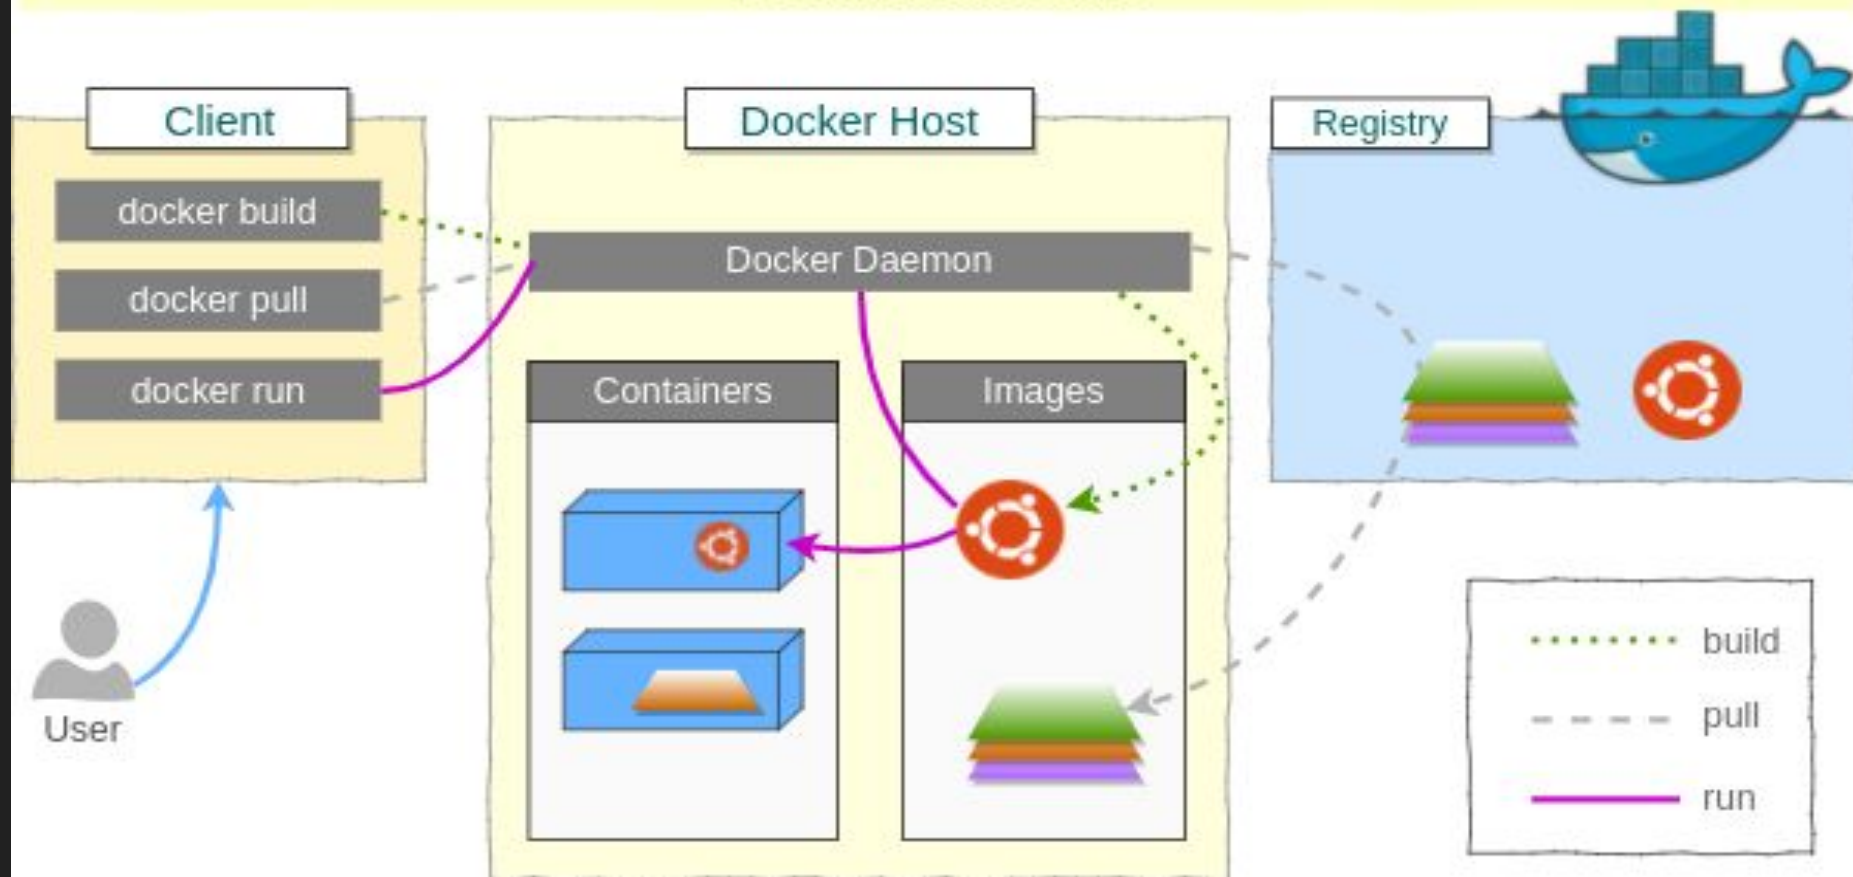 Client
docker build
docker pull
docker run
User
Docker Host
Docker Daemon
Containers
Images
Registry
build
pull
run